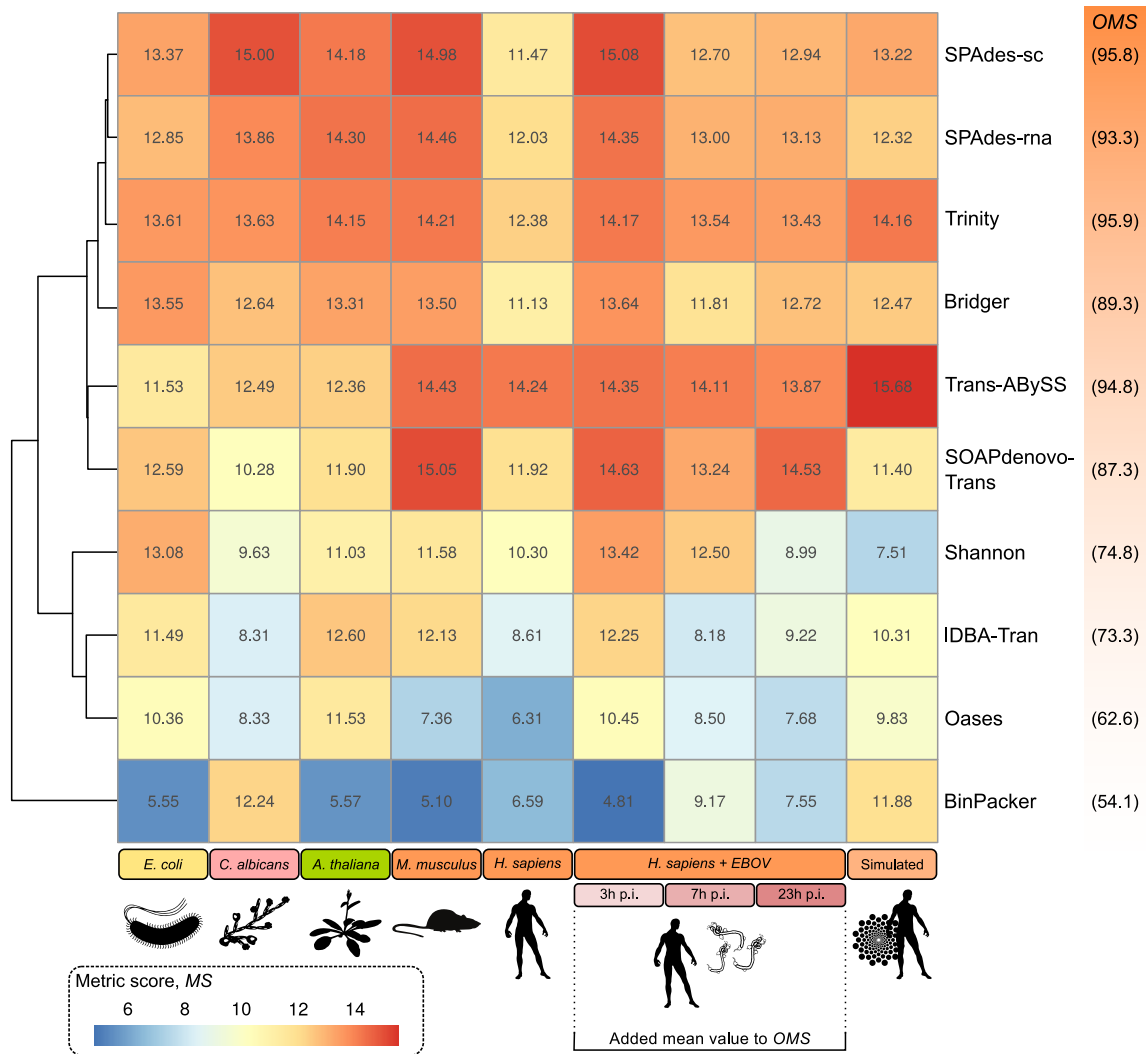 OMS
13.37 15.00 14.18 14.98 11.47 15.08 12.70 12.94 13.22 SPAdes-sc (95.8)
12.85 13.86 14.30 14.46 12.03 14.35 13.00 13.13 12.32 SPAdes-rna (93.3)
13.61 13.63 14.15 14.21 12.38 14.17 13.54 13.43 14.16 Trinity (95.9)
13.55 12.64 13.31 13.50 11.13 13.64 11.81 12.72 12.47 Bridger (89.3)
11.53 12.49 12.36 14.43 14.24 14.35 14.11 13.87 15.68 Trans-ABySS (94.8)
12.59 10.28 11.90 15.05 11.92 14.63 13.24 14.53 11.40 SOAPdenovo-
Trans (87.3)
13.08 9.63 11.03 11.58 10.30 13.42 12.50 8.99 7.51 Shannon (74.8)
11.49 8.31 12.60 12.13 8.61 12.25 8.18 9.22 10.31 IDBA-Tran (73.3)
10.36 8.33 11.53 7.36 6.31 10.45 8.50 7.68 9.83 Oases (62.6)
5.55 12.24 5.57 5.10 6.59 4.81 9.17 7.55 11.88 BinPacker (54.1)
E. coli C. albicans A. thaliana M. musculus H. sapiens H. sapiens + EBOV Simulated
3h p.i. 7h p.i. 23h p.i.
Metric score, MS
6 8 10 12 14
Added mean value to OMS